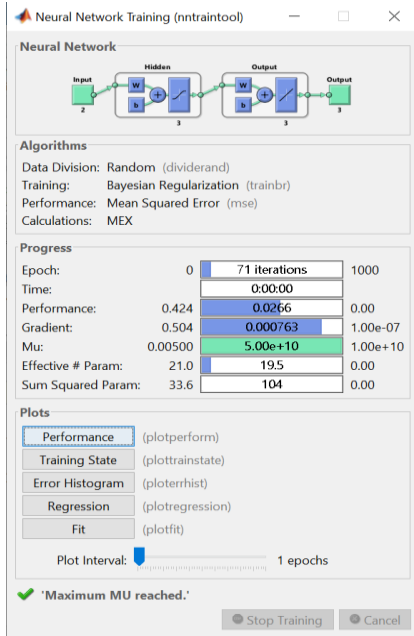 Neural Network Training (nntraintool)
Neural Network
Hidden Output
Input Output
W W
+ +
b b
2 3 3 3
Algorithms
Data Division: Random (dividerand)
Training: Bayesian Regularization (trainbr)
Performance: Mean Squared Error (mse)
Calculations: MEX
Progress
Epoch: 0 71 iterations 1000
Time: 0:00:00
Performance: 0.424 0.0266 0.00
Gradient: 0.504 0.000763 1.00e-07
Mu: 0.00500 5.00e+10 1.00e+10
Effective # Param: 21.0 19.5 0.00
Sum Squared Param: 33.6 104 0.00
Plots
Performance (plotperform)
Training State (plottrainstate)
Error Histogram (ploterrhist)
Regression (plotregression)
Fit (plotfit)
Plot Interval: 1 epochs
'Maximum MU reached.'
Stop Training Cancel